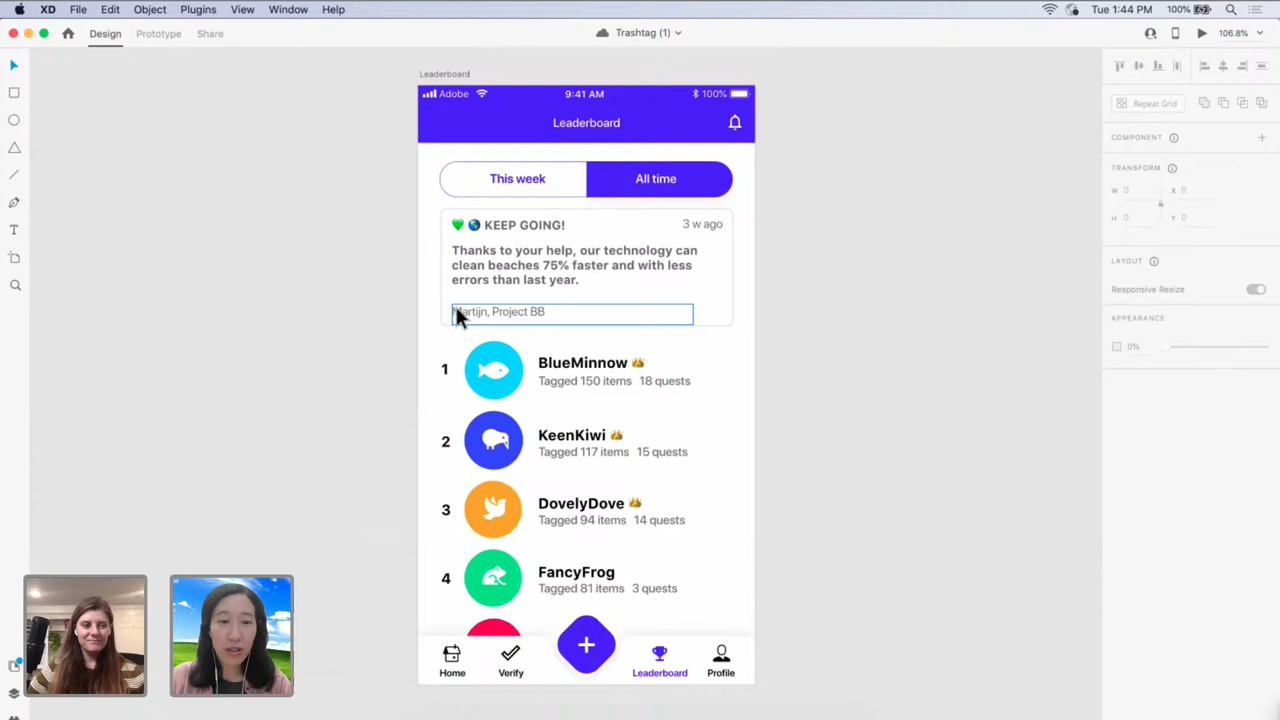 XD File Edit Object Plugins View Window Help
Tue 1:44 PM 100%
Design Prototype Share
Trashtag (1)
106.8%
Leaderboard
Adobe 9:41 AM 100%
Leaderboard
This week All time
KEEP GOING! 3 w ago
Thanks to your help, our technology can
clean beaches 75% faster and with less
errors than last year.
Martijn, Project BB
1 BlueMinnow
Tagged 150 items 18 quests
2 KeenKiwi
Tagged 117 items 15 quests
3 DovelyDove
Tagged 94 items 14 quests
4 FancyFrog
Tagged 81 items 3 quests
Home Verify + Leaderboard Profile
Repeat Grid
COMPONENT
TRANSFORM
W 0 X 0
H 0 Y 0
LAYOUT
Responsive Resize
APPEARANCE
0%